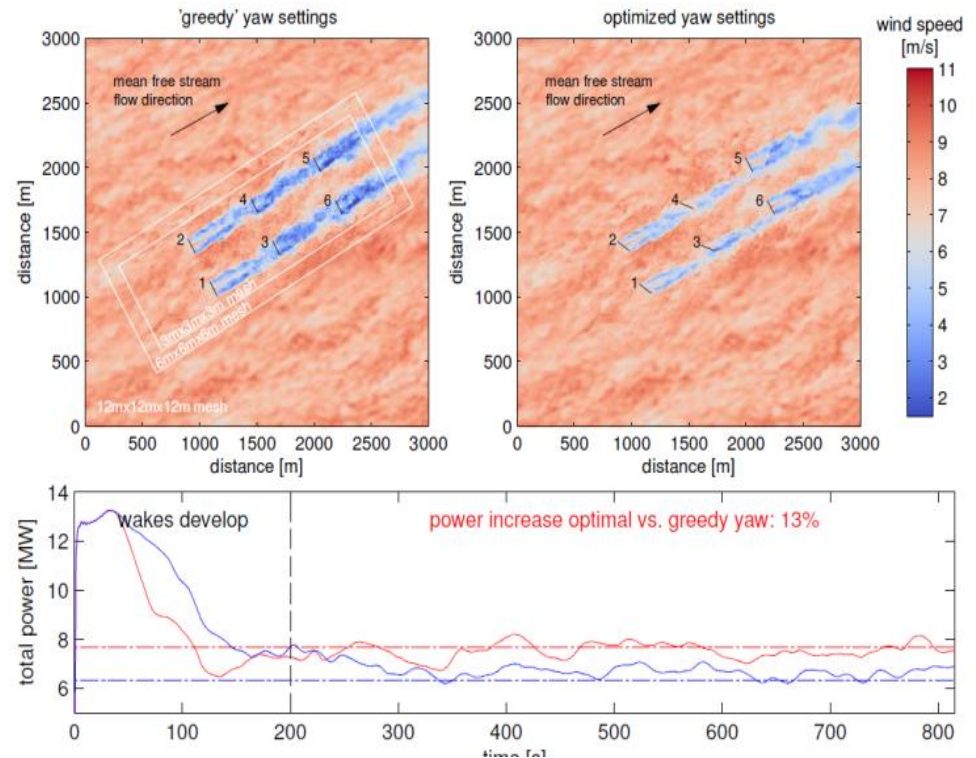 'greedy' yaw settings
optimized yaw settings
wind speed
[m/s]
3000
2500
2000
1500
1000
500
0
distance [m]
mean free stream
flow direction
5
4
6
2
3
1
3mx3mx3m mesh
6mx6mx6m mesh
12mx12mx12m mesh
0 500 1000 1500 2000 2500 3000
distance [m]
3000
2500
2000
1500
1000
500
0
distance [m]
mean free stream
flow direction
5
4
6
2
3
1
0 500 1000 1500 2000 2500 3000
distance [m]
11
10
9
8
7
6
5
4
3
2
14
12
10
8
6
total power [MW]
wakes develop
power increase optimal vs. greedy yaw: 13%
0 100 200 300 400 500 600 700 800
time [s]